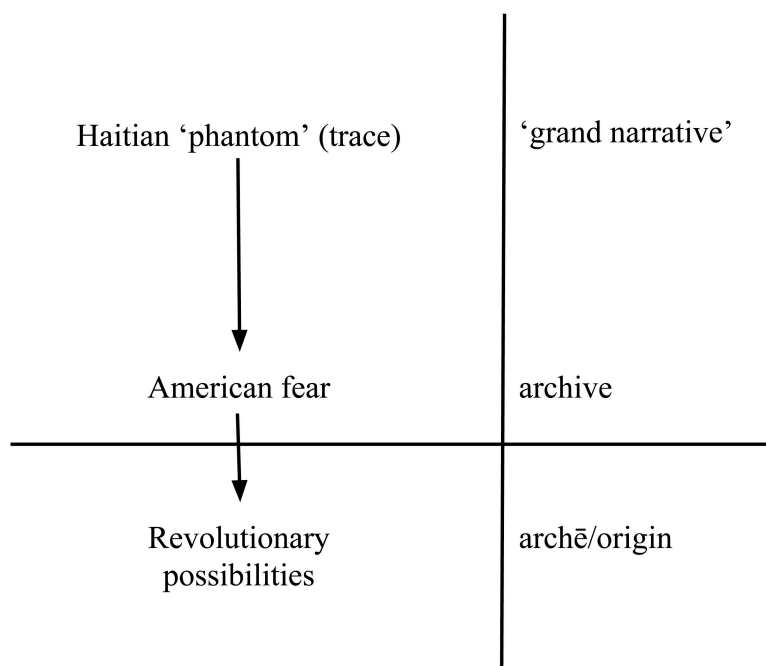 Haitian ‘phantom’ (trace)
‘grand narrative’
American fear
archive
Revolutionary
possibilities
archē/origin